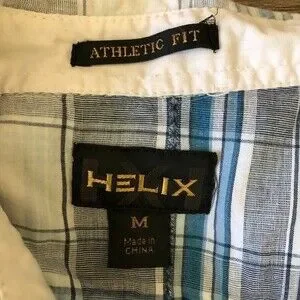 ATHLETIC FIT
HELIX
M
Made in
CHINA